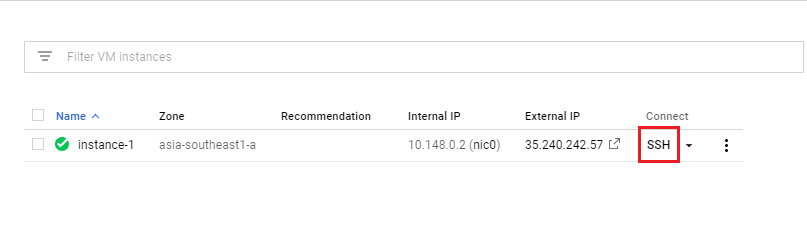 Filter VM instances
Name Zone Recommendation Internal IP External IP Connect
instance-1 asia-southeast1-a 10.148.0.2 (nic0) 35.240.242.57 SSH